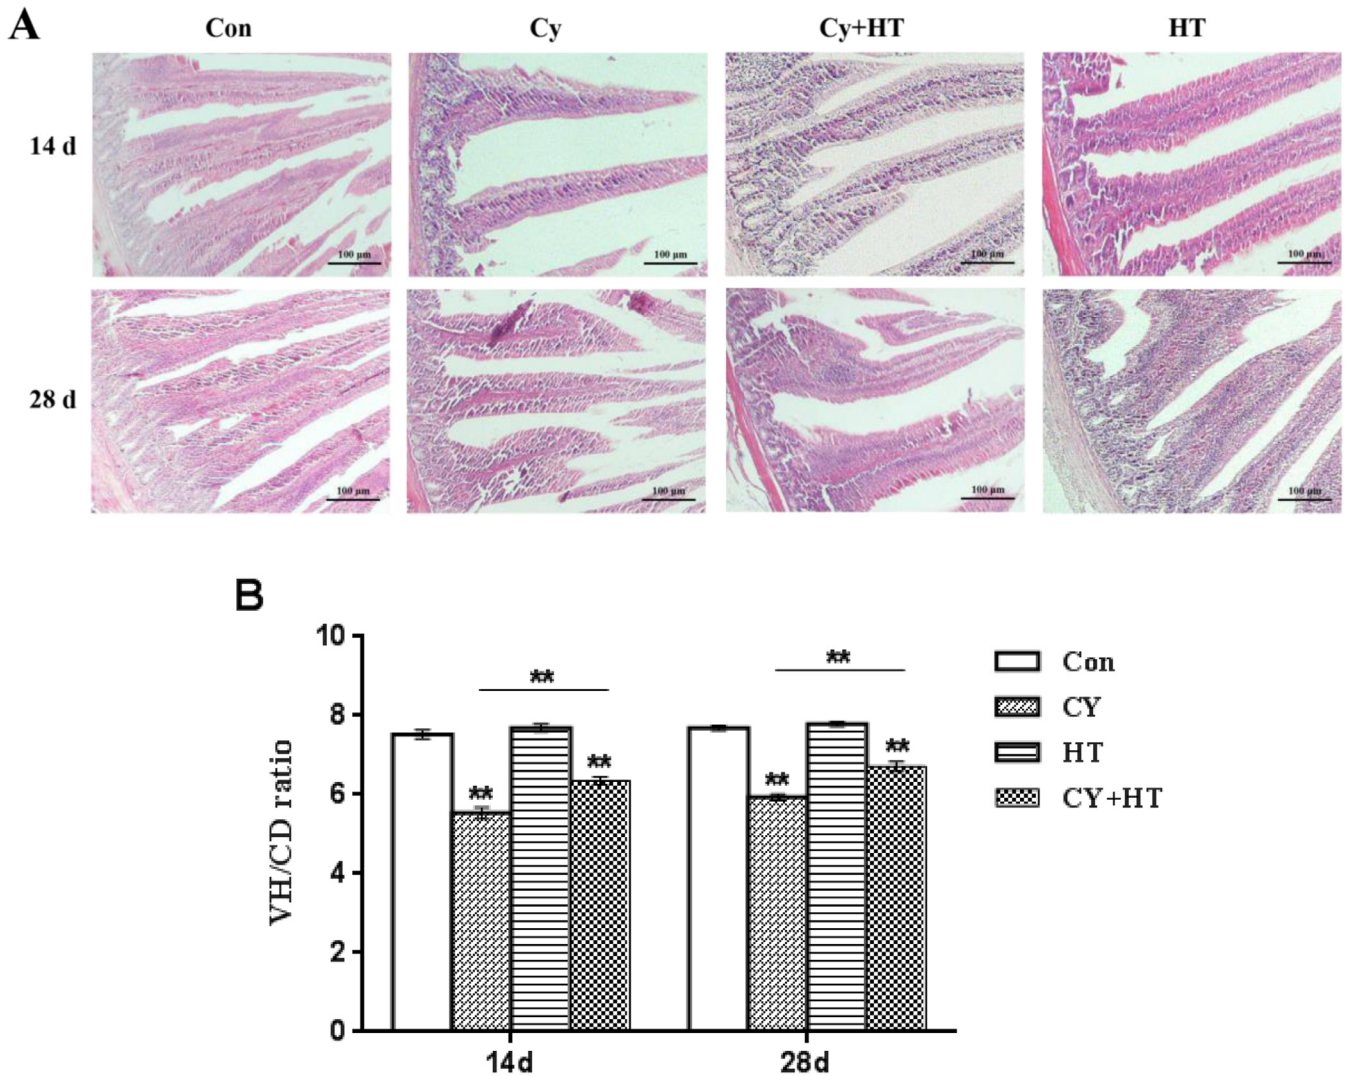 A
Con Cy Cy+HT HT
14 d
100 μm 100 μm 100 μm 100 μm
28 d
100 μm 100 μm 100 μm 100 μm
B
VH/CD ratio
10
8
6
4
2
0
** ** **
** ** **
14d 28d
Con
CY
HT
CY+HT